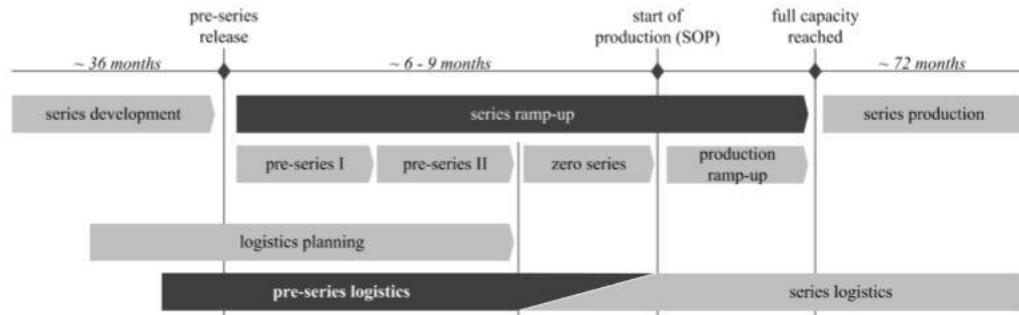 pre-series
release
start of
production (SOP)
full capacity
reached
~ 36 months
~ 6 - 9 months
~ 72 months
series development
series ramp-up
series production
pre-series I
pre-series II
zero series
production
ramp-up
logistics planning
pre-series logistics
series logistics